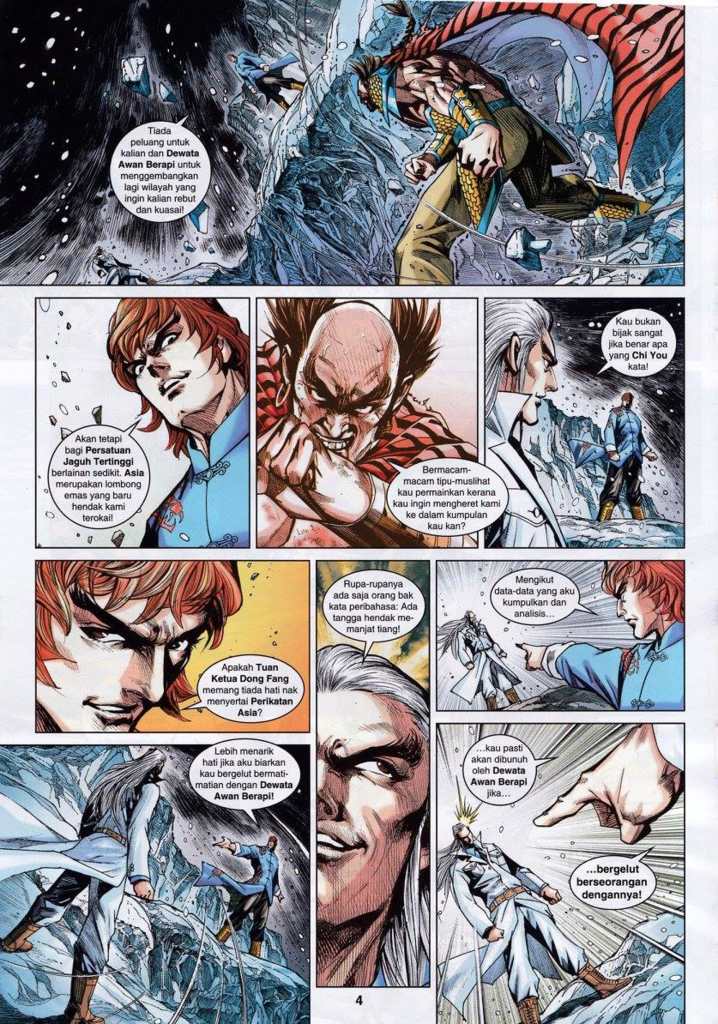 Tiada
peluang untuk
kalian dan Dewata
Awan Berapi untuk
menggembangkan
lagi wilayah yang
ingin kalian rebut
dan kuasai!
Akan tetapi
bagi Persatuan
Jaguh Tertinggi
berlainan sedikit. Asia
merupakan lombong
emas yang baru
hendak kami
terokai!
Bermacam-
macam tipu-muslihat
kau permainkan kerana
kau ingin mengheret kami
ke dalam kumpulan
kau kan?
Kau bukan
bijak sangat
jika benar apa
yang Chi You
kata!
Apakah Tuan
Ketua Dong Fang
memang tiada hati nak
menyertai Perikatan
Asia?
Rupa-rupanya
ada saja orang bak
kata peribahasa: Ada
tangga hendak me-
manjat tiang!
Mengikut
data-data yang aku
kumpulkan dan
analisis...
Lebih menarik
hati jika aku biarkan
kau bergelut bermati-
matian dengan Dewata
Awan Berapi!
...kau pasti
akan dibunuh
oleh Dewata
Awan Berapi
jika...
...bergelut
berseorangan
dengannya!
4